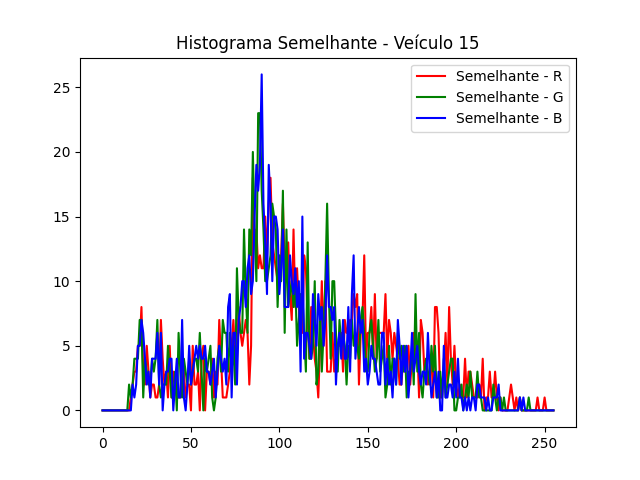 Histograma Semelhante - Veículo 15
Semelhante - R
Semelhante - G
Semelhante - B
25
20
15
10
5
0
0 50 100 150 200 250